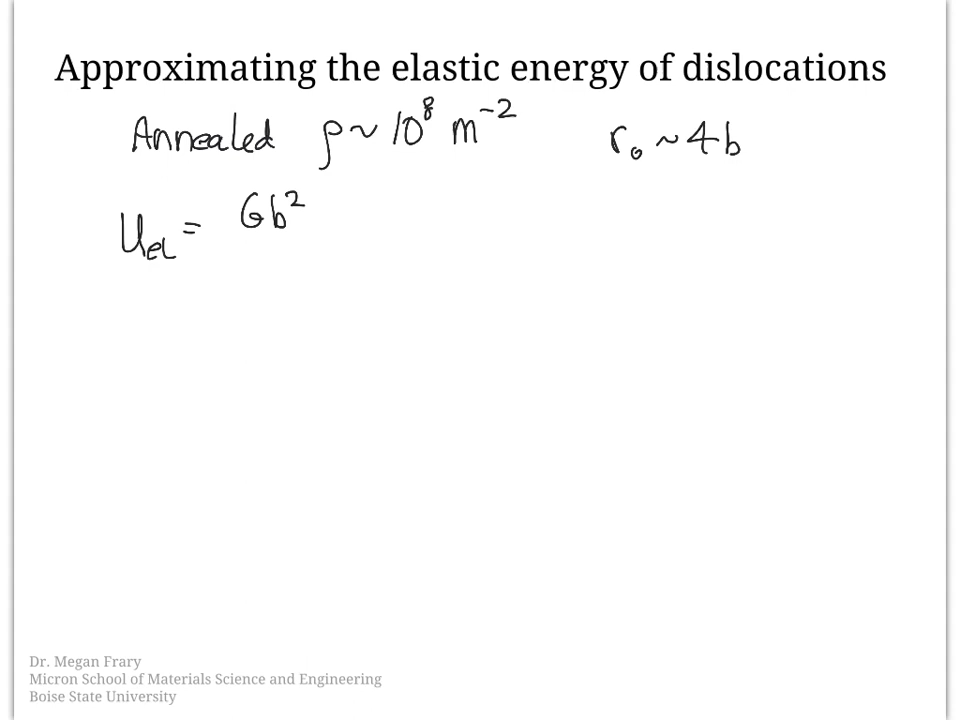 Approximating the elastic energy of dislocations
Annealed ρ ~ 10⁸ m⁻² r₀ ~ 4b
U_el = Gb²
Dr. Megan Frary
Micron School of Materials Science and Engineering
Boise State University